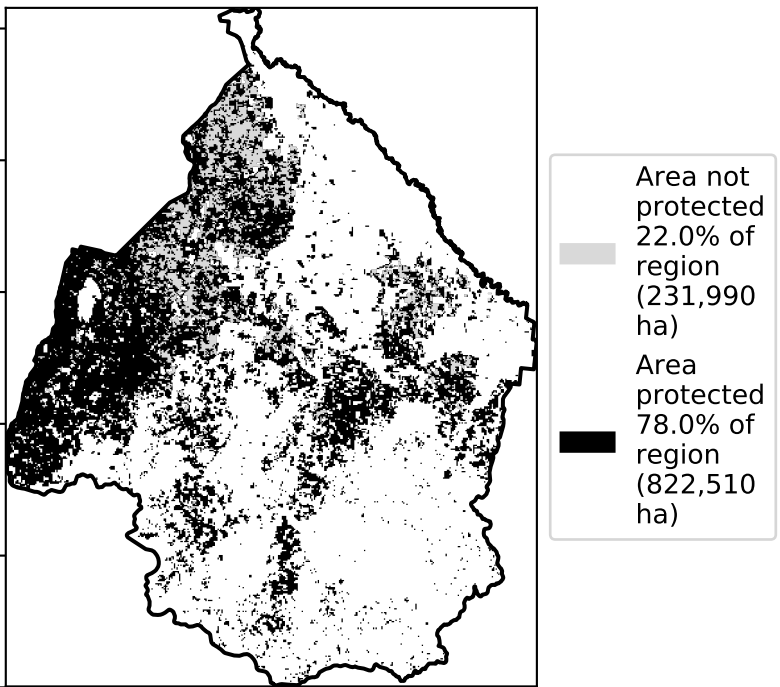 Area not
protected
22.0% of
region
(231,990
ha)
Area
protected
78.0% of
region
(822,510
ha)